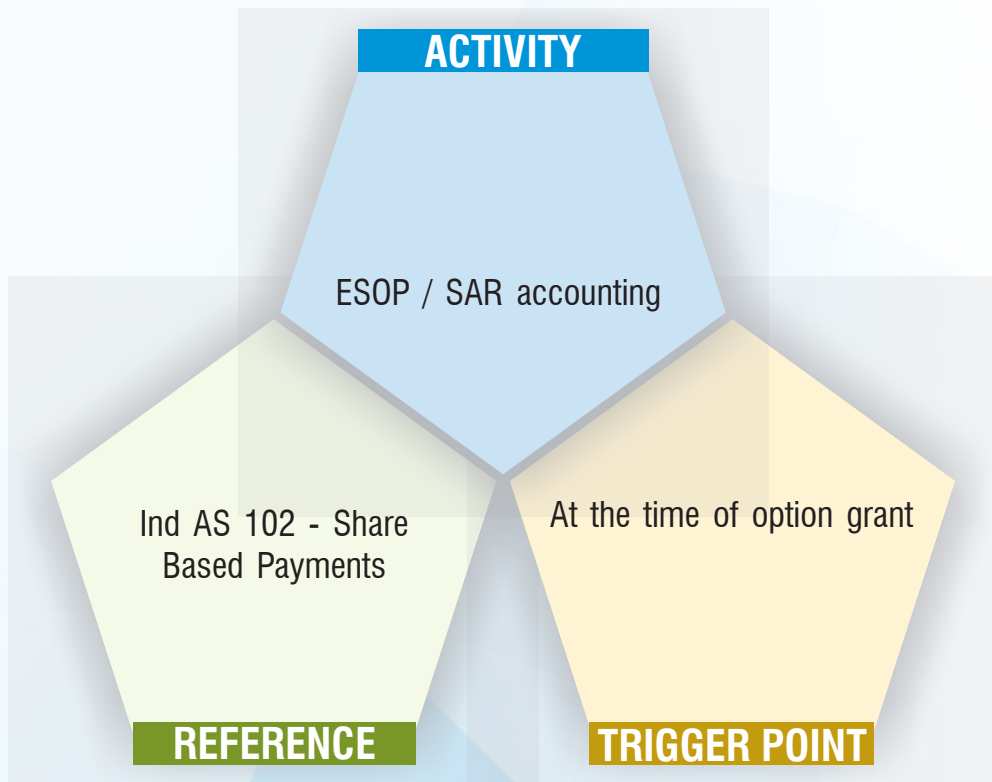 ACTIVITY
ESOP / SAR accounting
Ind AS 102 - Share
Based Payments
REFERENCE
At the time of option grant
TRIGGER POINT